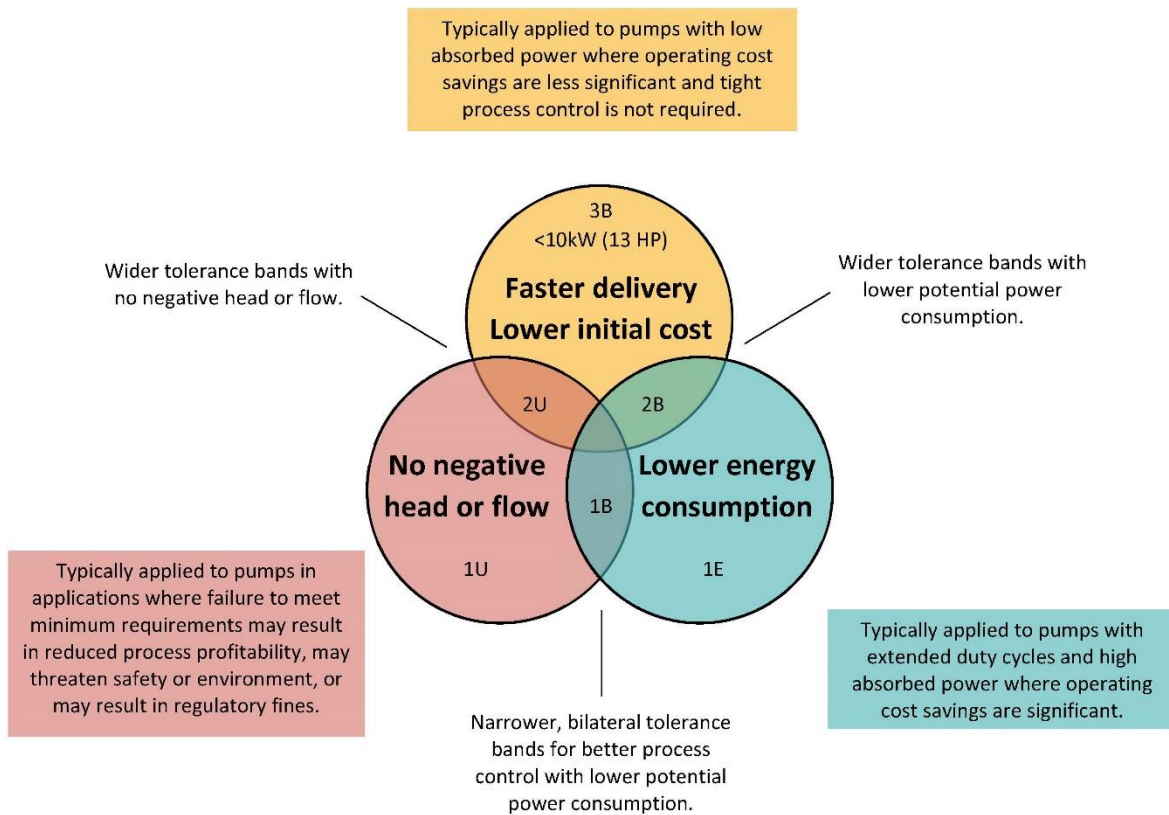 Typically applied to pumps with low
absorbed power where operating cost
savings are less significant and tight
process control is not required.
3B
<10kW (13 HP)
Faster delivery
Lower initial cost
Wider tolerance bands with
no negative head or flow.
Wider tolerance bands with
lower potential power
consumption.
2U
2B
No negative
head or flow
1B
Lower energy
consumption
1U
1E
Typically applied to pumps in
applications where failure to meet
minimum requirements may result
in reduced process profitability, may
threaten safety or environment, or
may result in regulatory fines.
Typically applied to pumps with
extended duty cycles and high
absorbed power where operating
cost savings are significant.
Narrower, bilateral tolerance
bands for better process
control with lower potential
power consumption.